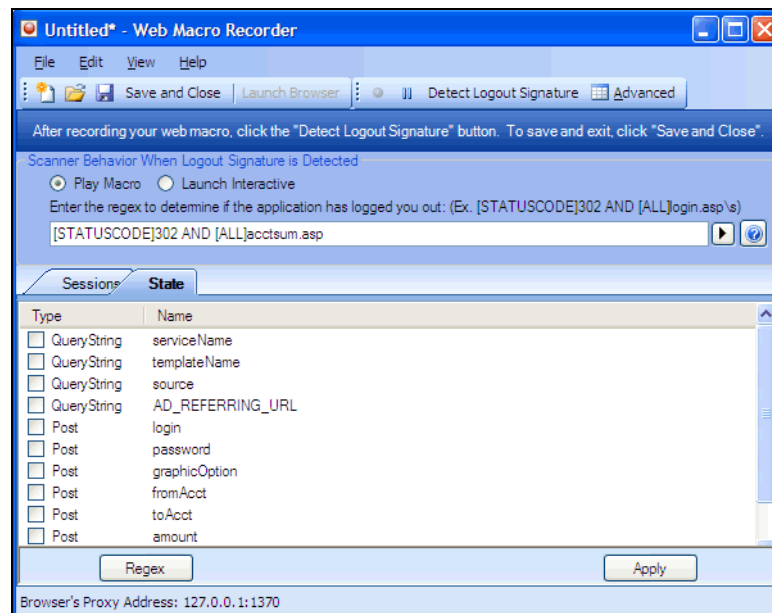 Untitled* - Web Macro Recorder
File Edit View Help
Save and Close Launch Browser Detect Logout Signature Advanced
After recording your web macro, click the "Detect Logout Signature" button. To save and exit, click "Save and Close".
Scanner Behavior When Logout Signature is Detected
Play Macro Launch Interactive
Enter the regex to determine if the application has logged you out: (Ex. [STATUSCODE]302 AND [ALL]login.asp\s)
[STATUSCODE]302 AND [ALL]acctsum.asp
Sessions State
Type Name
QueryString serviceName
QueryString templateName
QueryString source
QueryString AD_REFERRING_URL
Post login
Post password
Post graphicOption
Post fromAcct
Post toAcct
Post amount
Regex Apply
Browser's Proxy Address: 127.0.0.1:1370